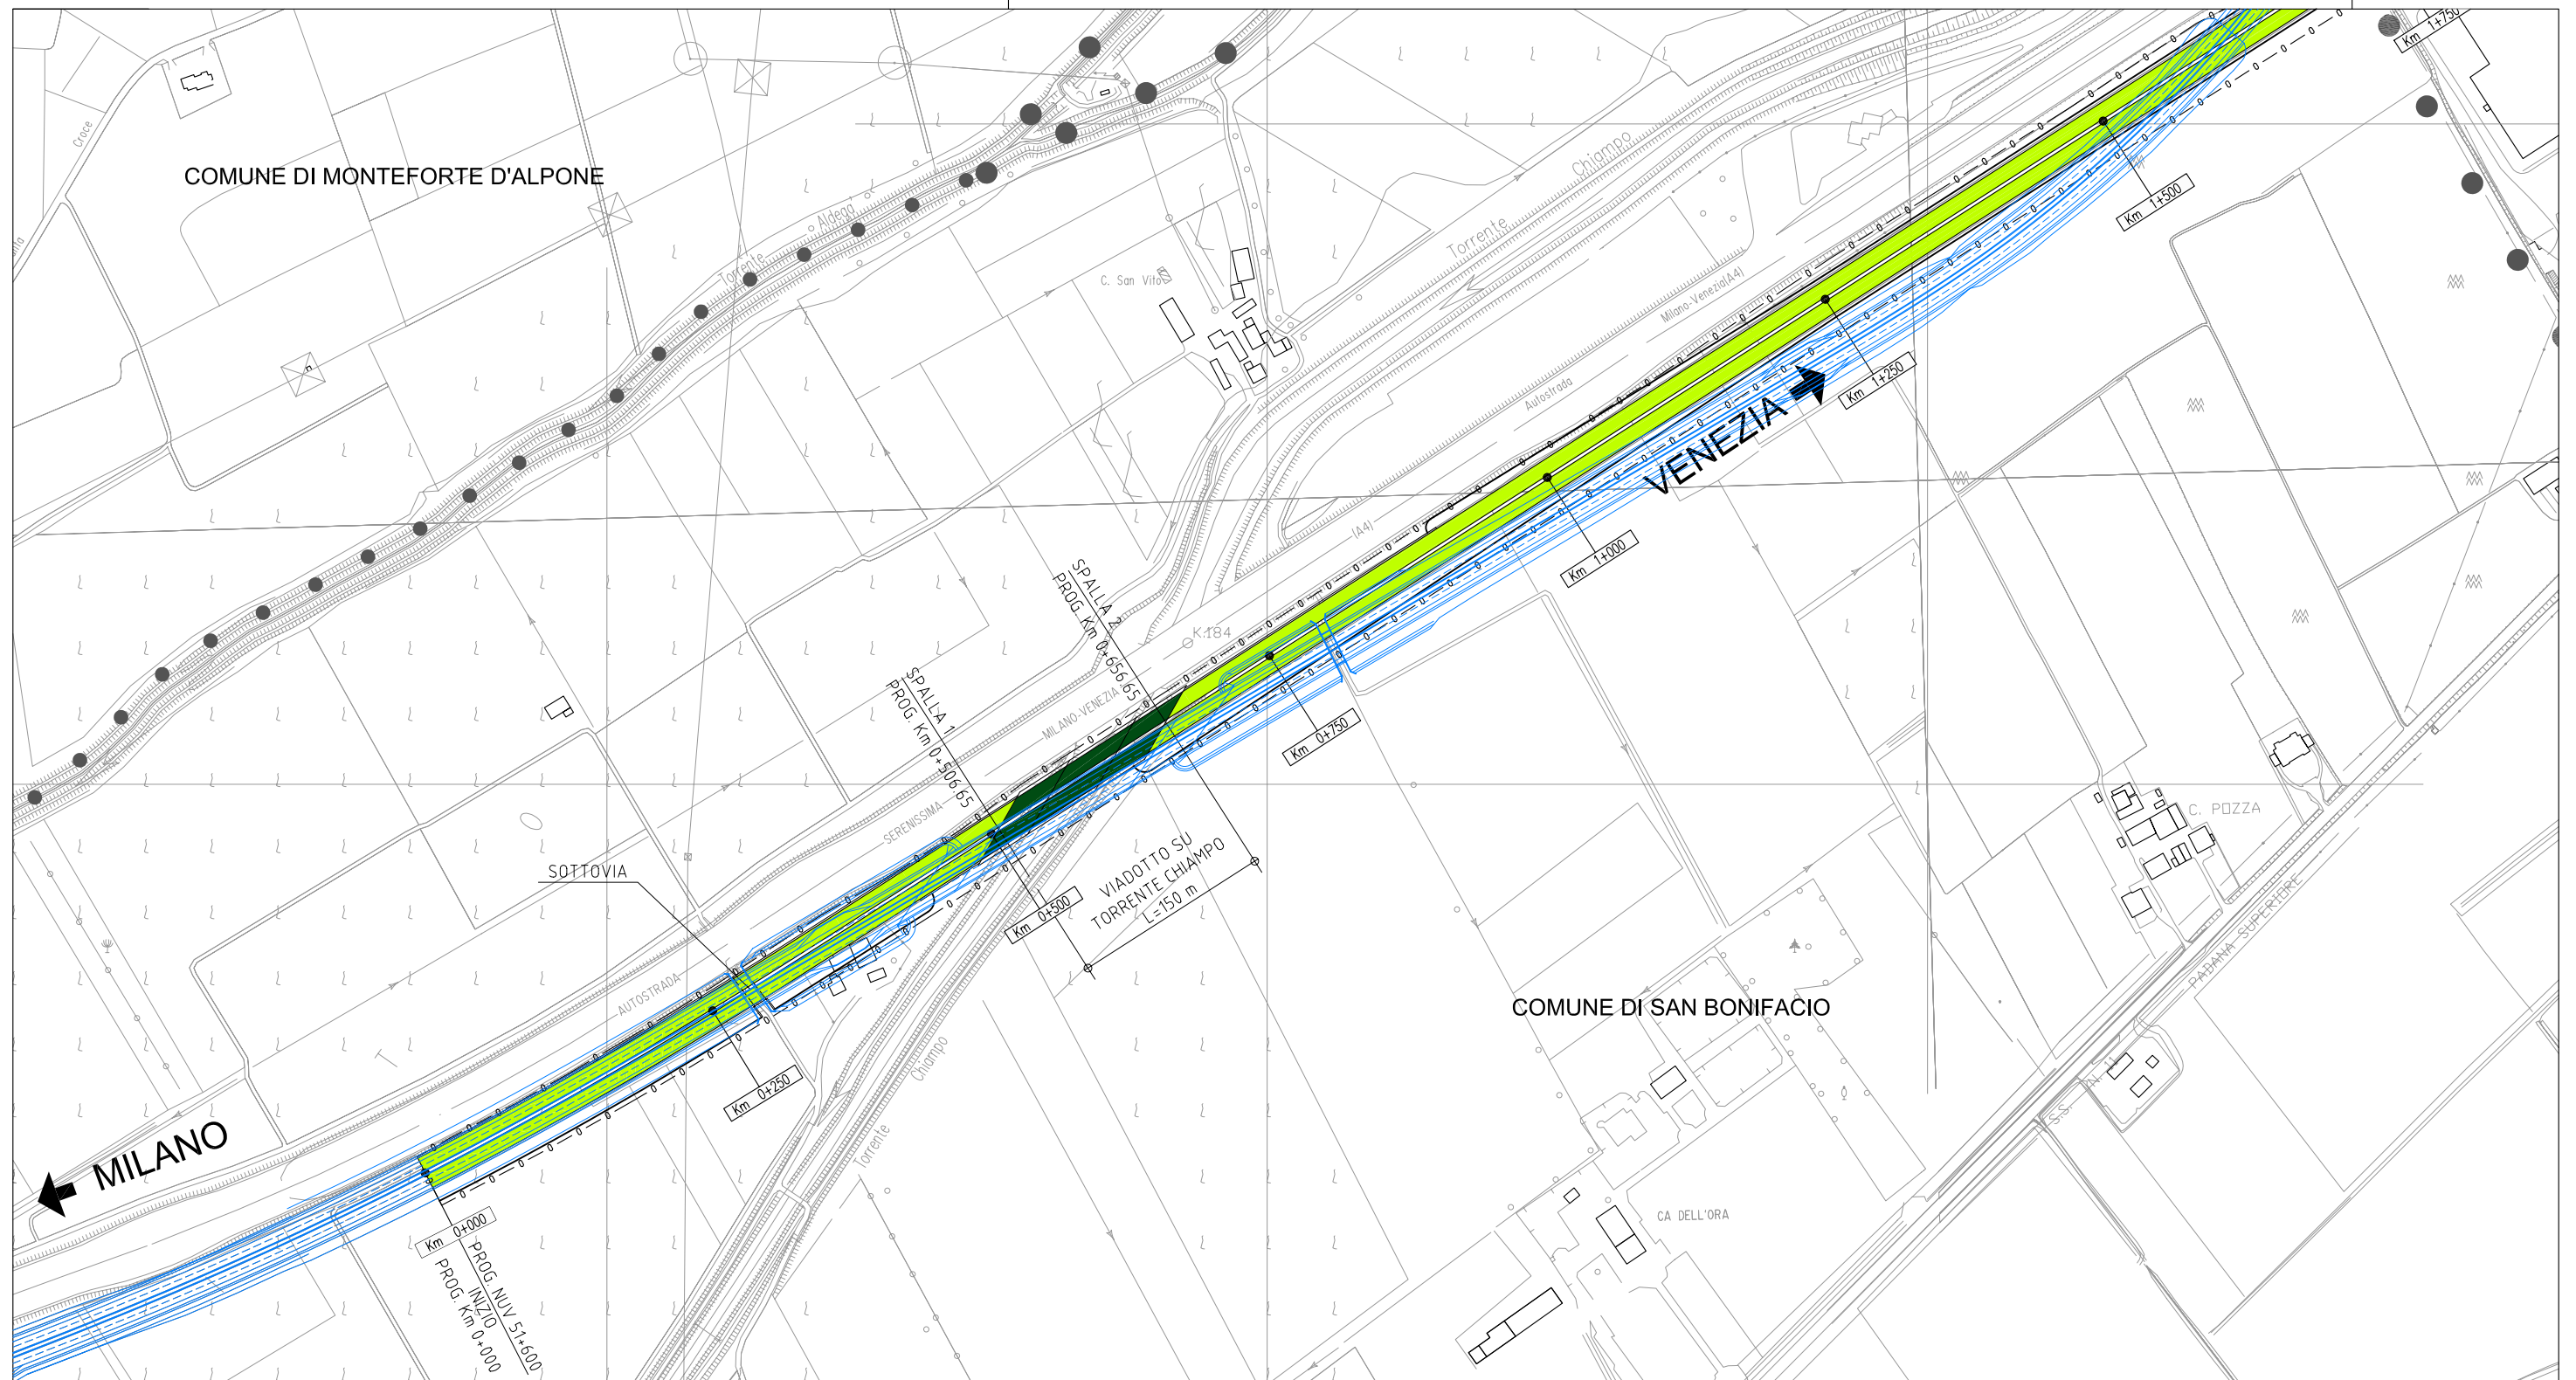 Km 1+750
Croce
COMUNE DI MONTEFORTE D'ALPONE
Torrente
Aldegà
Torrente
Chiampo
Km 1+500
C. San Vito
Autostrada
Milano-Venezia(A4)
Km 1+250
VENEZIA
(A4)
Km 1+000
SPALLA 2
PROG. Km 0+656.65
K.184
SPALLA 1
PROG. Km 0+506.65
MILANO-VENEZIA
SERENISSIMA
AUTOSTRADA
Km 0+750
SOTTOVIA
Km 0+500
VIADOTTO SU
TORRENTE CHIAMPO
L=150 m
C. POZZA
PADANA SUPERIORE
S.S. N. 11
COMUNE DI SAN BONIFACIO
Km 0+250
Torrente
Chiampo
MILANO
CA DELL'ORA
Km 0+000
PROG. NUV 51+600
INIZIO
PROG. Km 0+000